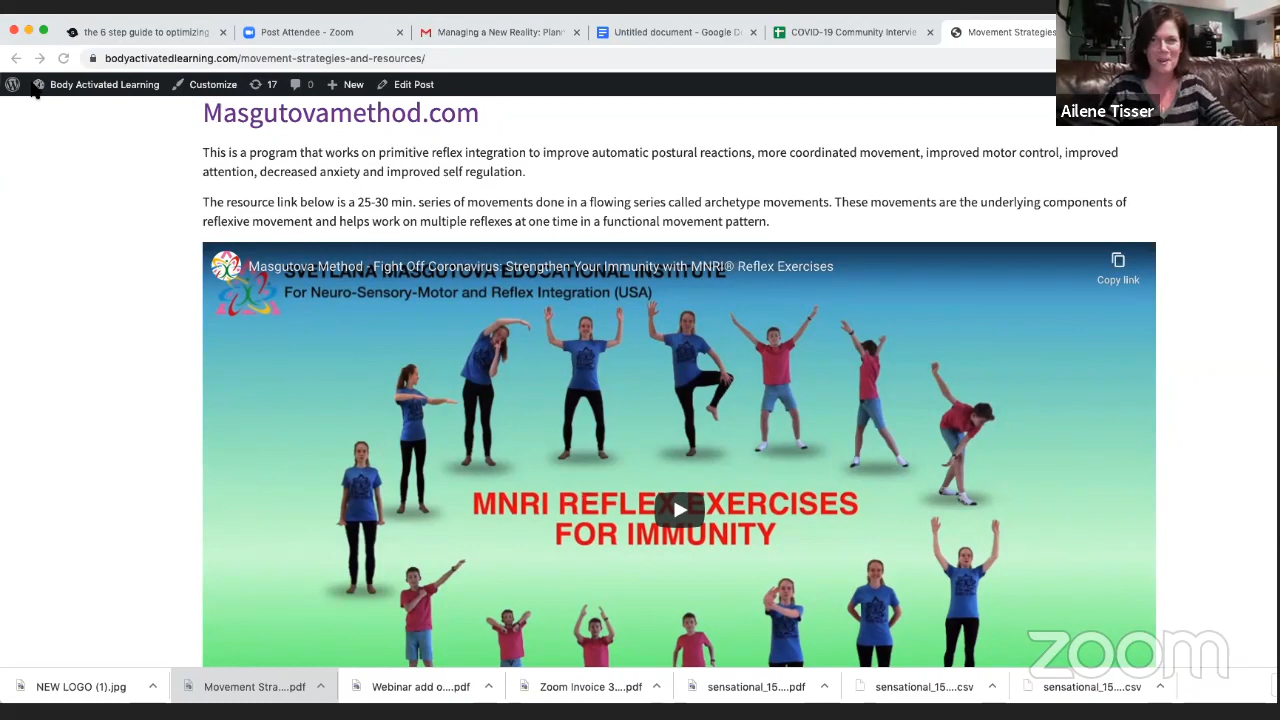 the 6 step guide to optimizing
Post Attendee - Zoom
Managing a New Reality: Plan
Untitled document - Google D
COVID-19 Community Intervie
Movement Strategies
bodyactivatedlearning.com/movement-strategies-and-resources/
Body Activated Learning
Customize
17
0
New
Edit Post
Ailene Tisser
Masgutovamethod.com
This is a program that works on primitive reflex integration to improve automatic postural reactions, more coordinated movement, improved motor control, improved
attention, decreased anxiety and improved self regulation.
The resource link below is a 25-30 min. series of movements done in a flowing series called archetype movements. These movements are the underlying components of
reflexive movement and helps work on multiple reflexes at one time in a functional movement pattern.
Masgutova Method - Fight Off Coronavirus: Strengthen Your Immunity with MNRI® Reflex Exercises
SVETLANA MASGUTOVA EDUCATIONAL INSTITUTE
For Neuro-Sensory-Motor and Reflex Integration (USA)
Copy link
MNRI REFLEX EXERCISES
FOR IMMUNITY
zoom
NEW LOGO (1).jpg
Movement Stra....pdf
Webinar add o....pdf
Zoom Invoice 3....pdf
sensational_15....pdf
sensational_15....csv
sensational_15....csv